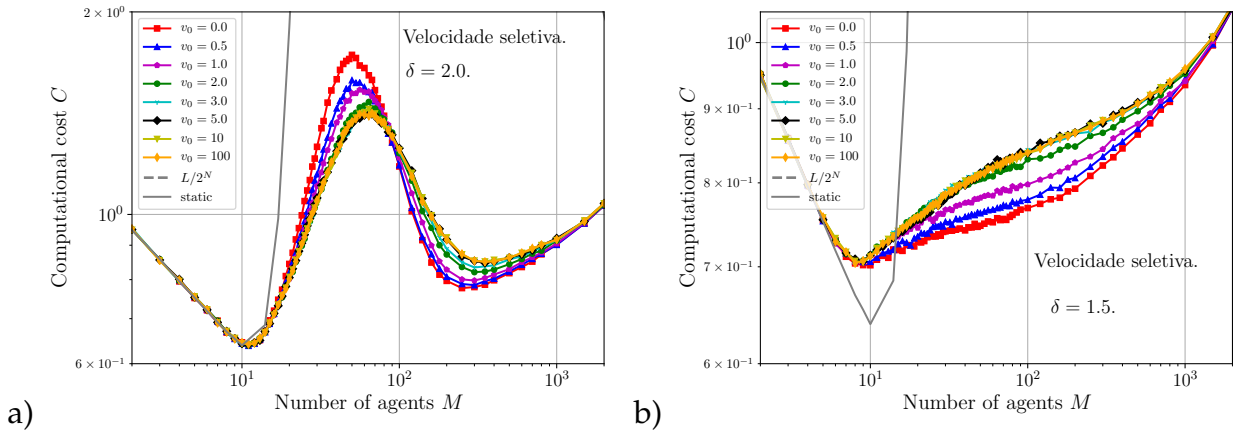 2 × 10⁰
10⁰
6 × 10⁻¹
Computational cost C
v₀ = 0.0
v₀ = 0.5
v₀ = 1.0
v₀ = 2.0
v₀ = 3.0
v₀ = 5.0
v₀ = 10
v₀ = 100
L/2ᴺ
static
Velocidade seletiva.
δ = 2.0.
10¹
10²
10³
Number of agents M
a)
10⁰
9 × 10⁻¹
8 × 10⁻¹
7 × 10⁻¹
6 × 10⁻¹
Computational cost C
v₀ = 0.0
v₀ = 0.5
v₀ = 1.0
v₀ = 2.0
v₀ = 3.0
v₀ = 5.0
v₀ = 10
v₀ = 100
L/2ᴺ
static
Velocidade seletiva.
δ = 1.5.
10¹
10²
10³
Number of agents M
b)